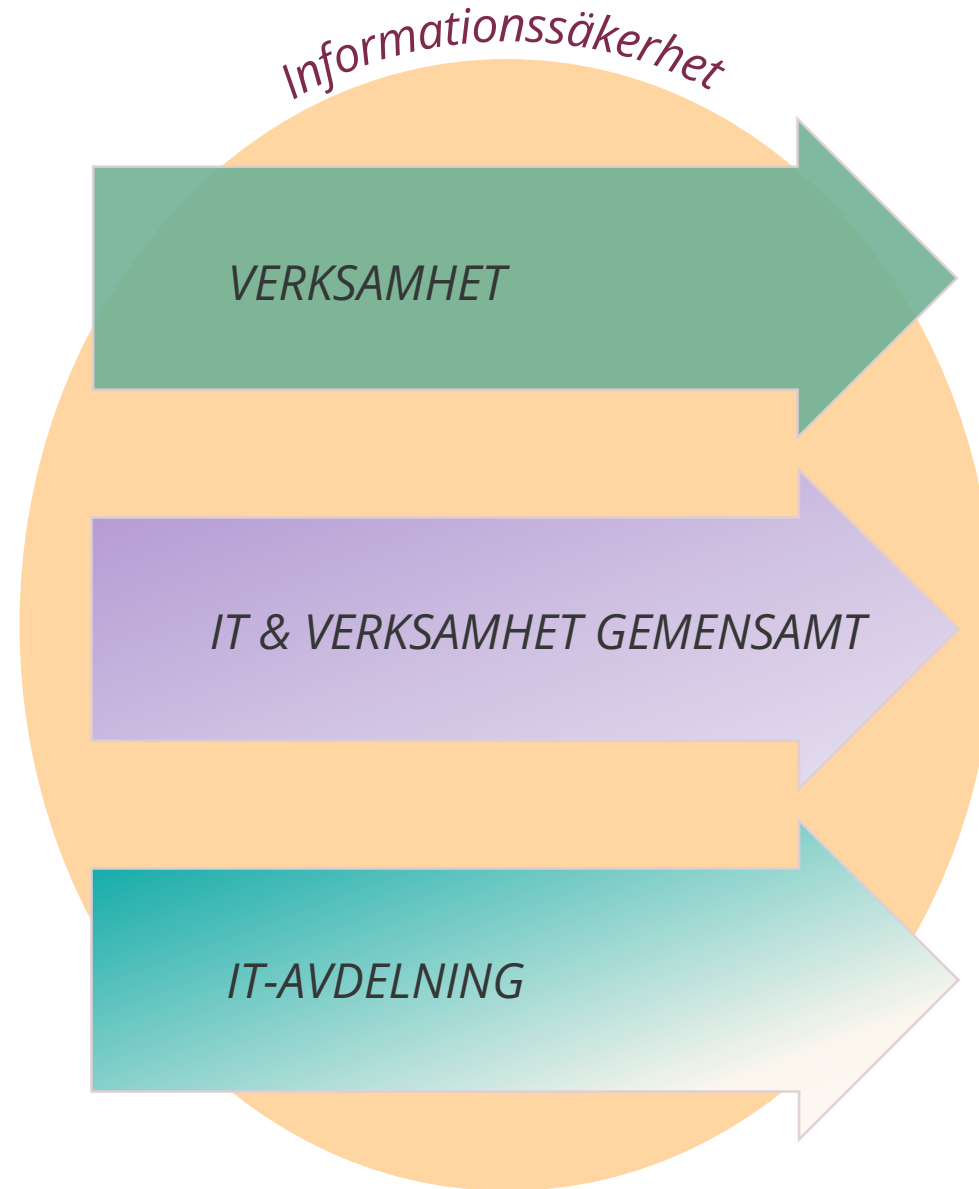 Informationssäkerhet
VERKSAMHET
IT & VERKSAMHET GEMENSAMT
IT-AVDELNING